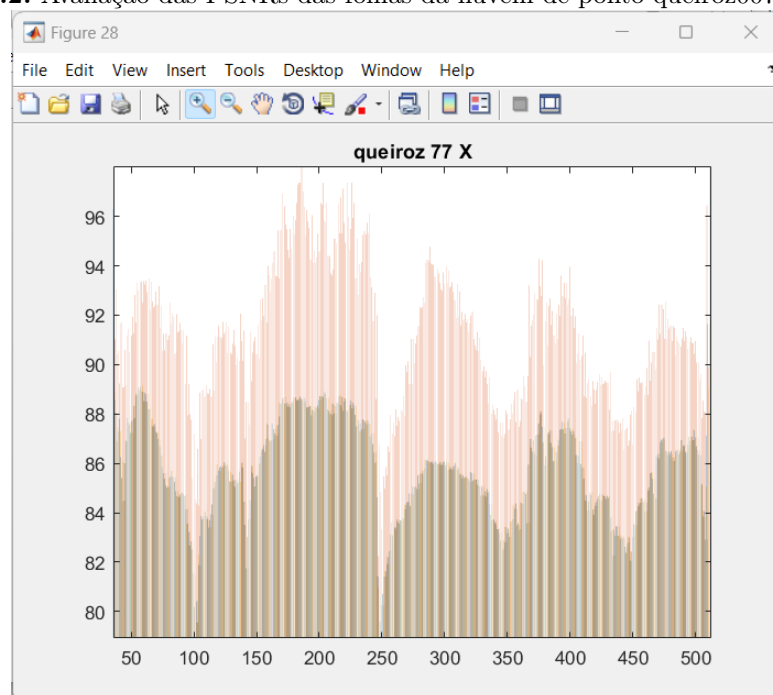 .2. Avaliação das PSNRs das folhas da nuvem de ponto queiroz
Figure 28
File Edit View Insert Tools Desktop Window Help
queiroz 77 X
96
94
92
90
88
86
84
82
80
50 100 150 200 250 300 350 400 450 500